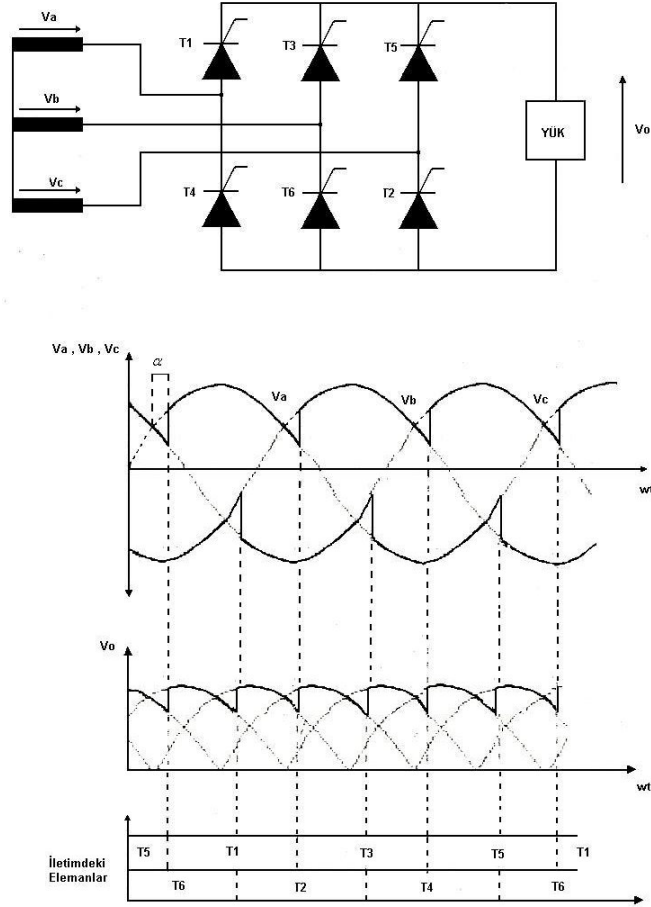 Va
T1
T3
T5
Vb
YÜK
Vo
Vc
T4
T6
T2
Va , Vb , Vc
α
Va
Vb
Vc
wt
Vo
wt
T5
T1
T3
T5
T1
İletimdeki
Elemanlar
T6
T2
T4
T6